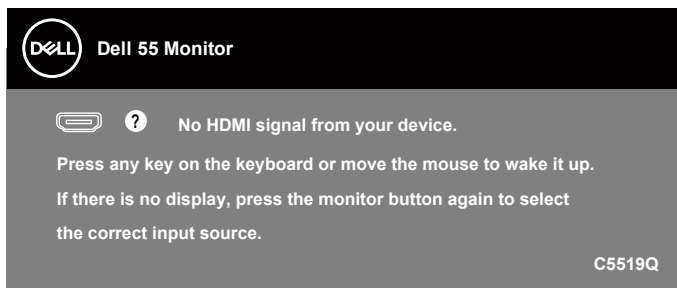 DELL Dell 55 Monitor
? No HDMI signal from your device.
Press any key on the keyboard or move the mouse to wake it up.
If there is no display, press the monitor button again to select
the correct input source.
C5519Q